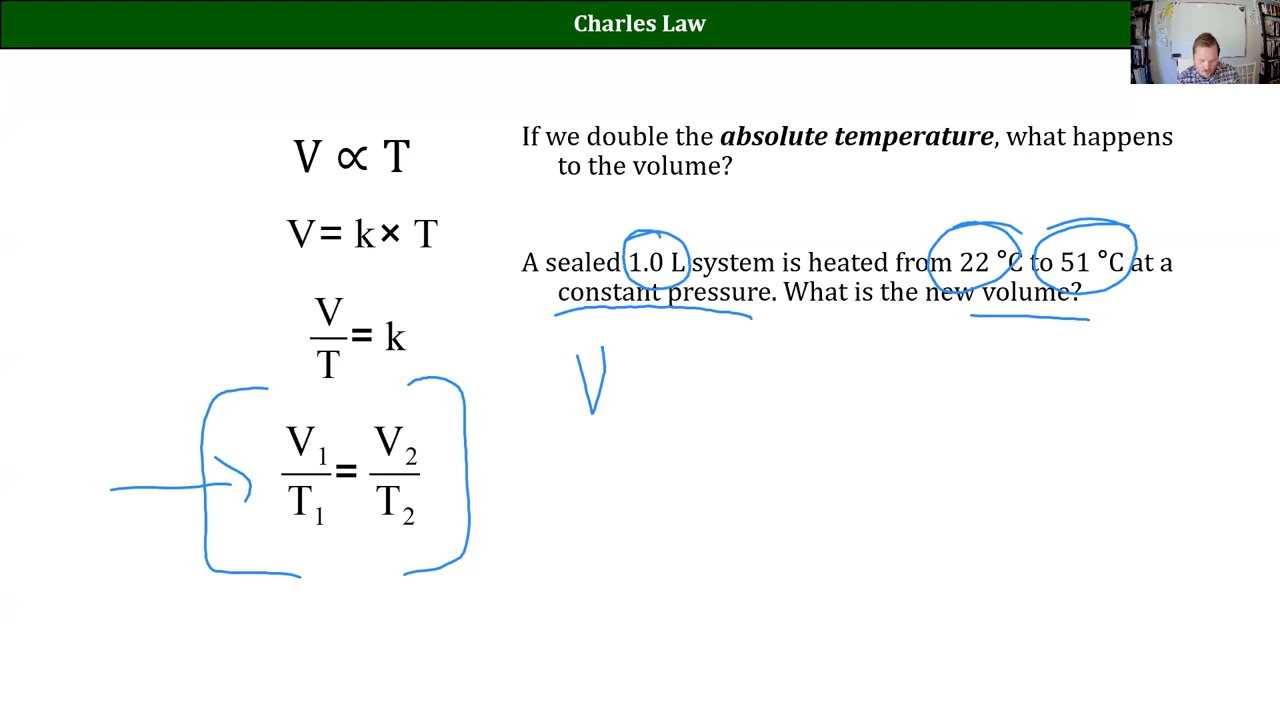 Charles Law
V ∝ T
V= k× T
V/T = k
V₁/T₁ = V₂/T₂
If we double the absolute temperature, what happens
to the volume?
A sealed 1.0 L system is heated from 22 °C to 51 °C at a
constant pressure. What is the new volume?
V